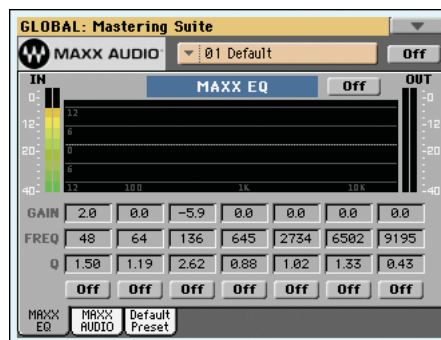 GLOBAL: Mastering Suite
MAXX AUDIO 01 Default Off
IN MAXX EQ Off OUT
0- -0
12- 12 -12
6
20- 0 -20
6
40- 12 100 1K 10K -40
GAIN 2.0 0.0 -5.9 0.0 0.0 0.0 0.0
FREQ 48 64 136 645 2734 6502 9195
Q 1.50 1.19 2.62 0.88 1.02 1.33 0.43
Off Off Off Off Off Off Off
MAXX EQ MAXX AUDIO Default Preset